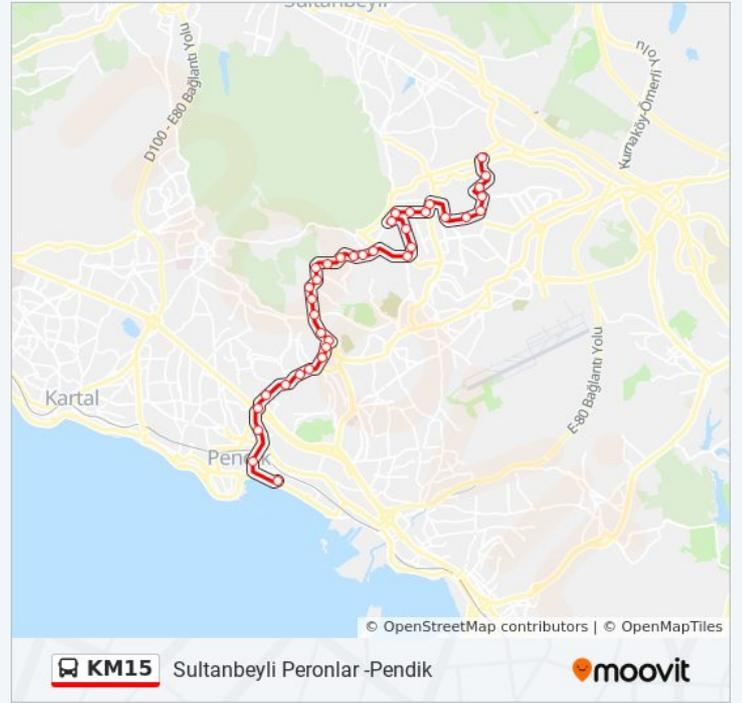 Sultanbeyli
D100 - E80 Bağlantı Yolu
Yolu
Kurnaköy-Ömerli Yolu
E-80 Bağlantı Yolu
Kartal
Pendik
© OpenStreetMap contributors | © OpenMapTiles
KM15 Sultanbeyli Peronlar -Pendik moovit